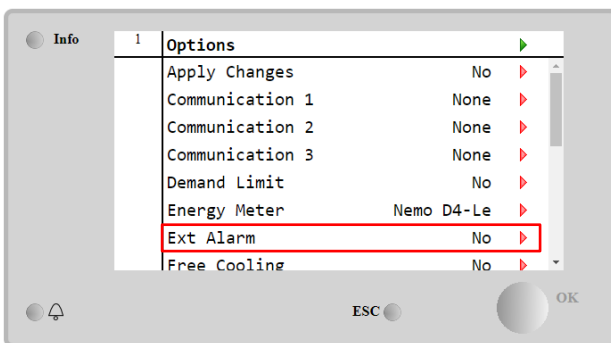 Info
1 Options
Apply Changes No
Communication 1 None
Communication 2 None
Communication 3 None
Demand Limit No
Energy Meter Nemo D4-Le
Ext Alarm No
Free Cooling No
ESC
OK